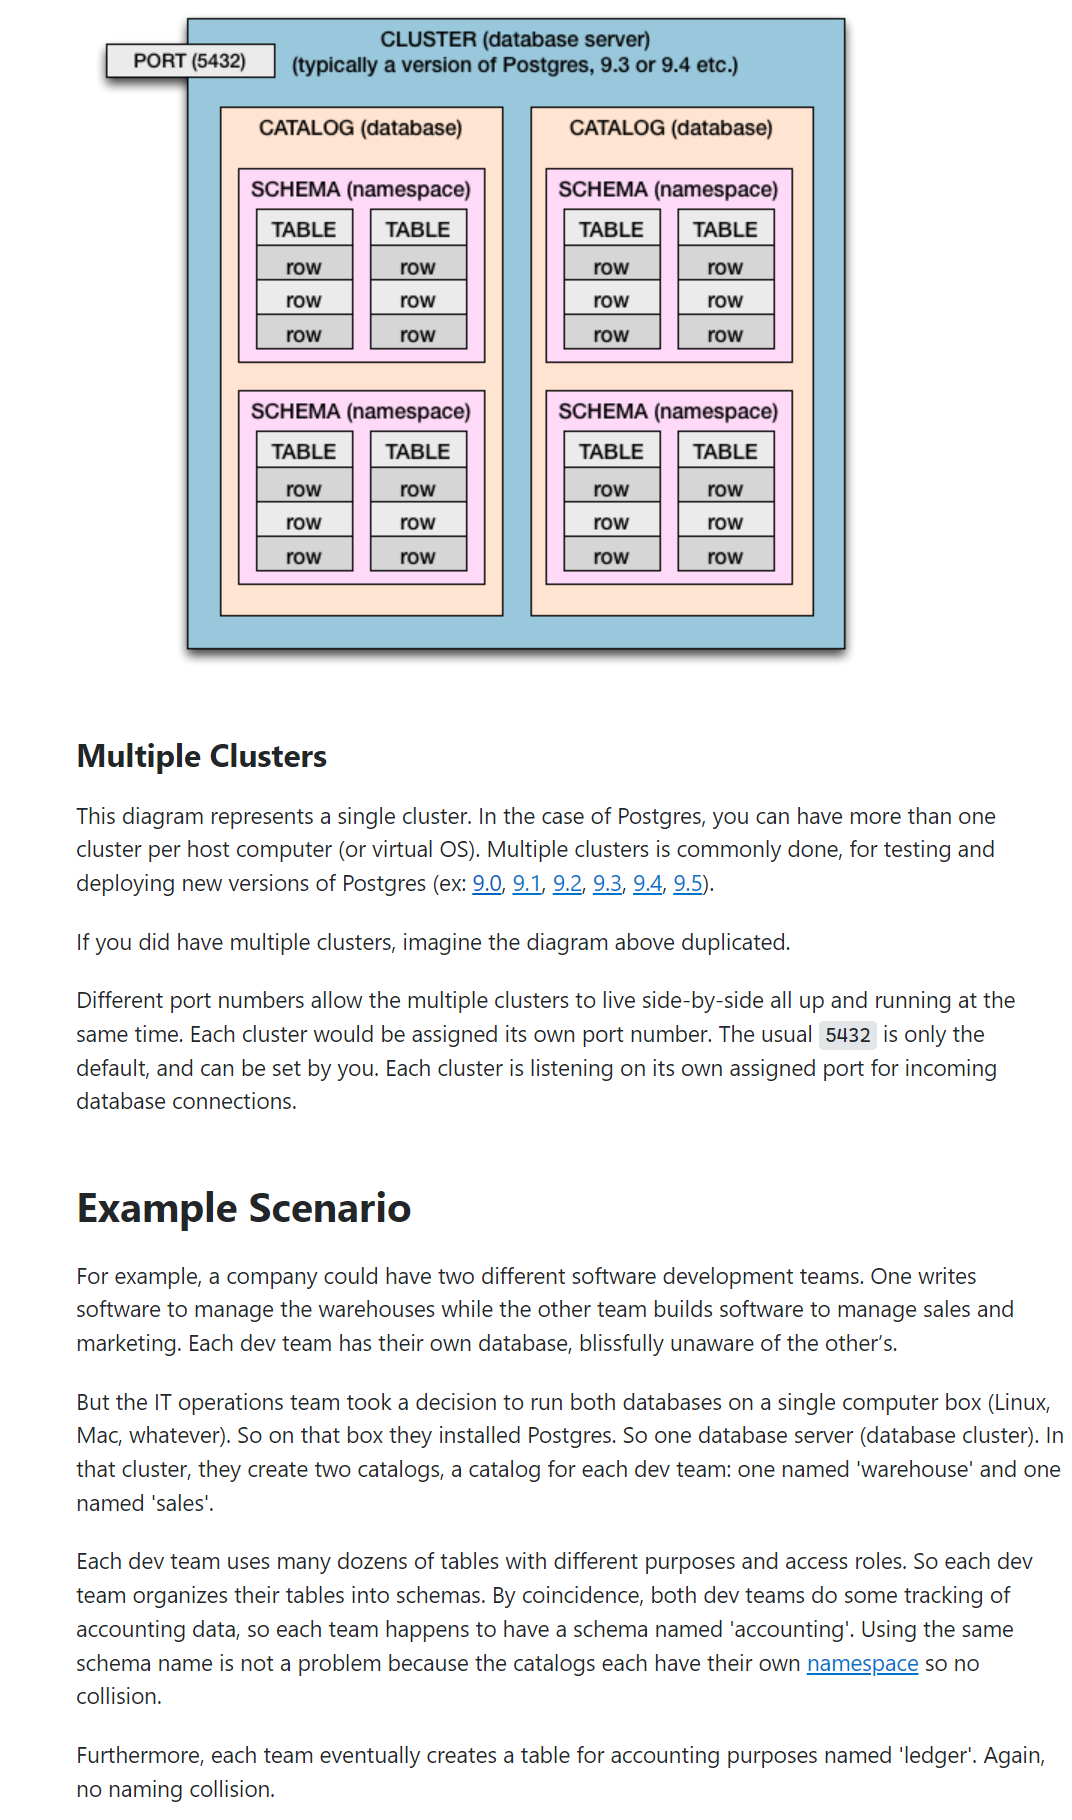 CLUSTER (database server)
PORT (5432)
(typically a version of Postgres, 9.3 or 9.4 etc.)
CATALOG (database)
SCHEMA (namespace)
TABLE TABLE
row row
row row
row row
SCHEMA (namespace)
TABLE TABLE
row row
row row
row row
CATALOG (database)
SCHEMA (namespace)
TABLE TABLE
row row
row row
row row
SCHEMA (namespace)
TABLE TABLE
row row
row row
row row
Multiple Clusters
This diagram represents a single cluster. In the case of Postgres, you can have more than one
cluster per host computer (or virtual OS). Multiple clusters is commonly done, for testing and
deploying new versions of Postgres (ex: 9.0, 9.1, 9.2, 9.3, 9.4, 9.5).
If you did have multiple clusters, imagine the diagram above duplicated.
Different port numbers allow the multiple clusters to live side-by-side all up and running at the
same time. Each cluster would be assigned its own port number. The usual 5432 is only the
default, and can be set by you. Each cluster is listening on its own assigned port for incoming
database connections.
Example Scenario
For example, a company could have two different software development teams. One writes
software to manage the warehouses while the other team builds software to manage sales and
marketing. Each dev team has their own database, blissfully unaware of the other’s.
But the IT operations team took a decision to run both databases on a single computer box (Linux,
Mac, whatever). So on that box they installed Postgres. So one database server (database cluster). In
that cluster, they create two catalogs, a catalog for each dev team: one named 'warehouse' and one
named 'sales'.
Each dev team uses many dozens of tables with different purposes and access roles. So each dev
team organizes their tables into schemas. By coincidence, both dev teams do some tracking of
accounting data, so each team happens to have a schema named 'accounting'. Using the same
schema name is not a problem because the catalogs each have their own namespace so no
collision.
Furthermore, each team eventually creates a table for accounting purposes named 'ledger'. Again,
no naming collision.